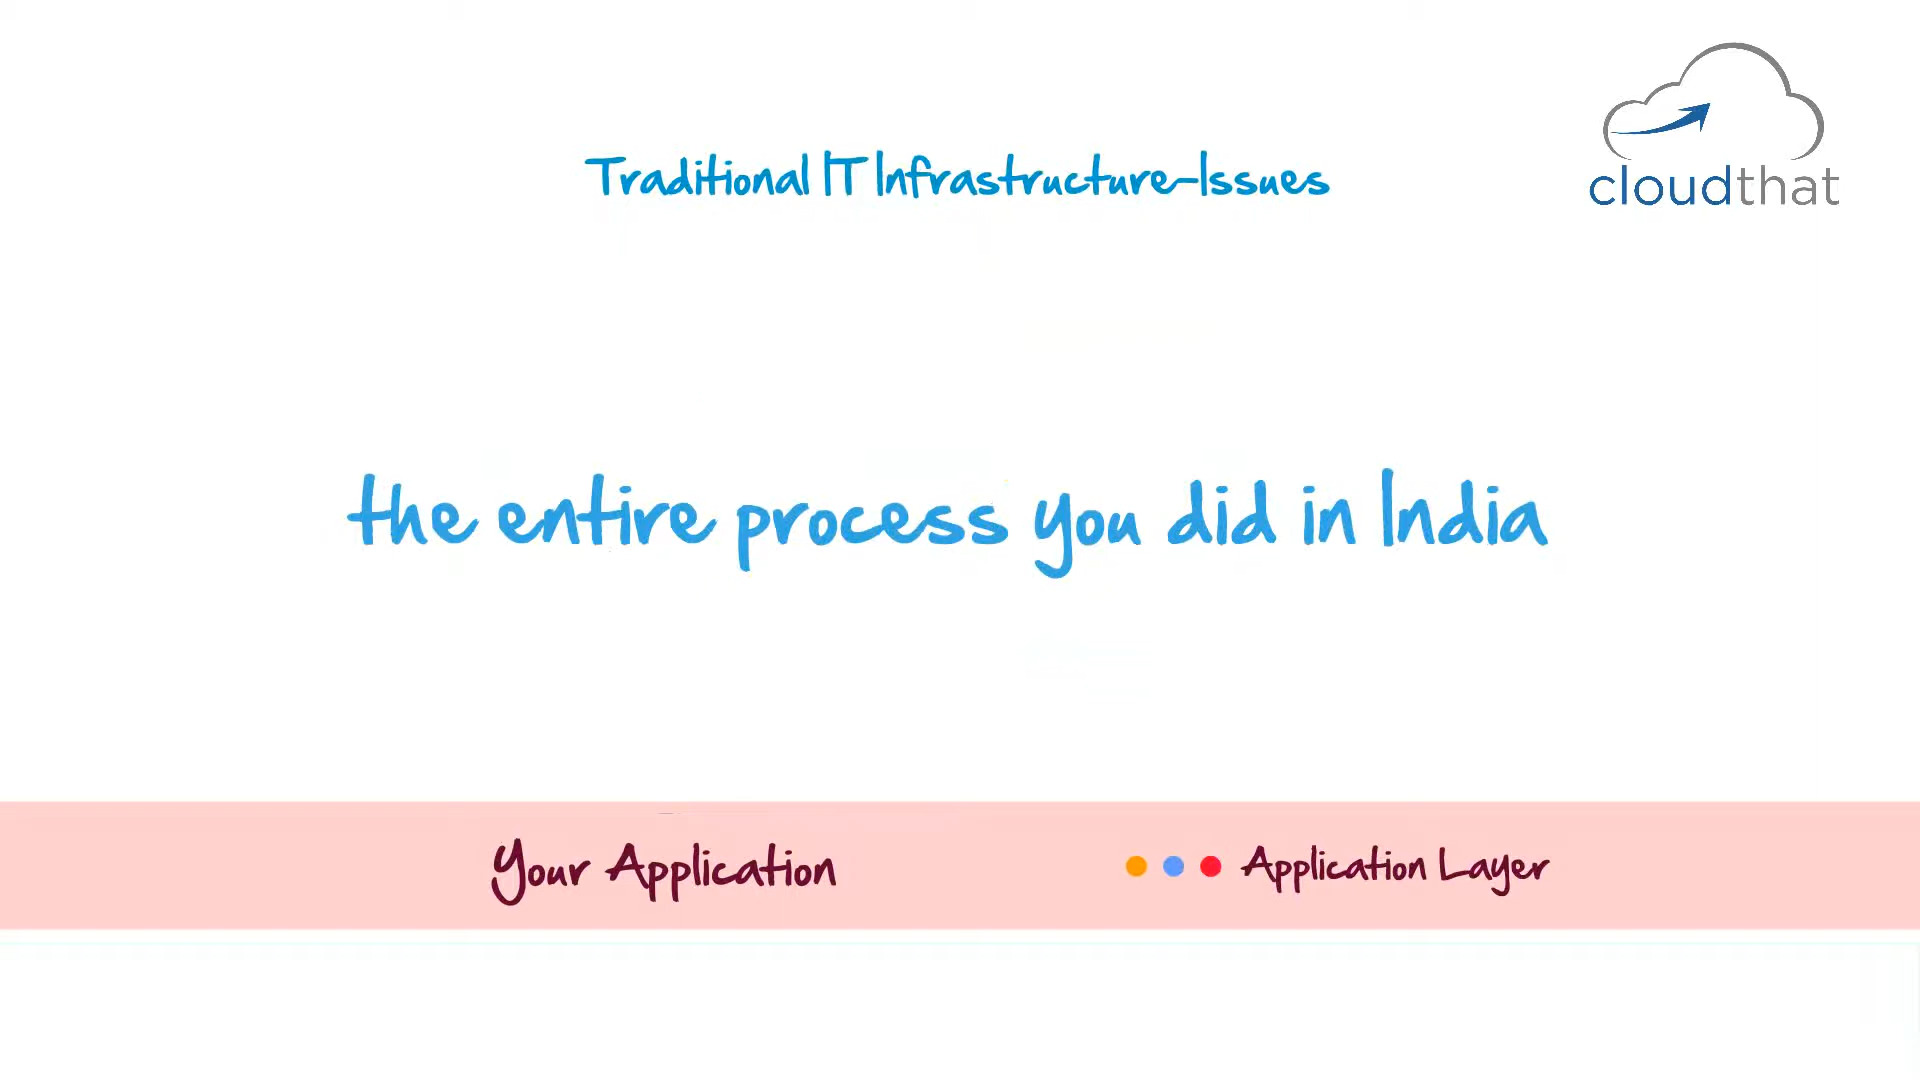 cloudthat
Traditional IT Infrastructure-Issues
the entire process you did in India
Your Application
Application Layer